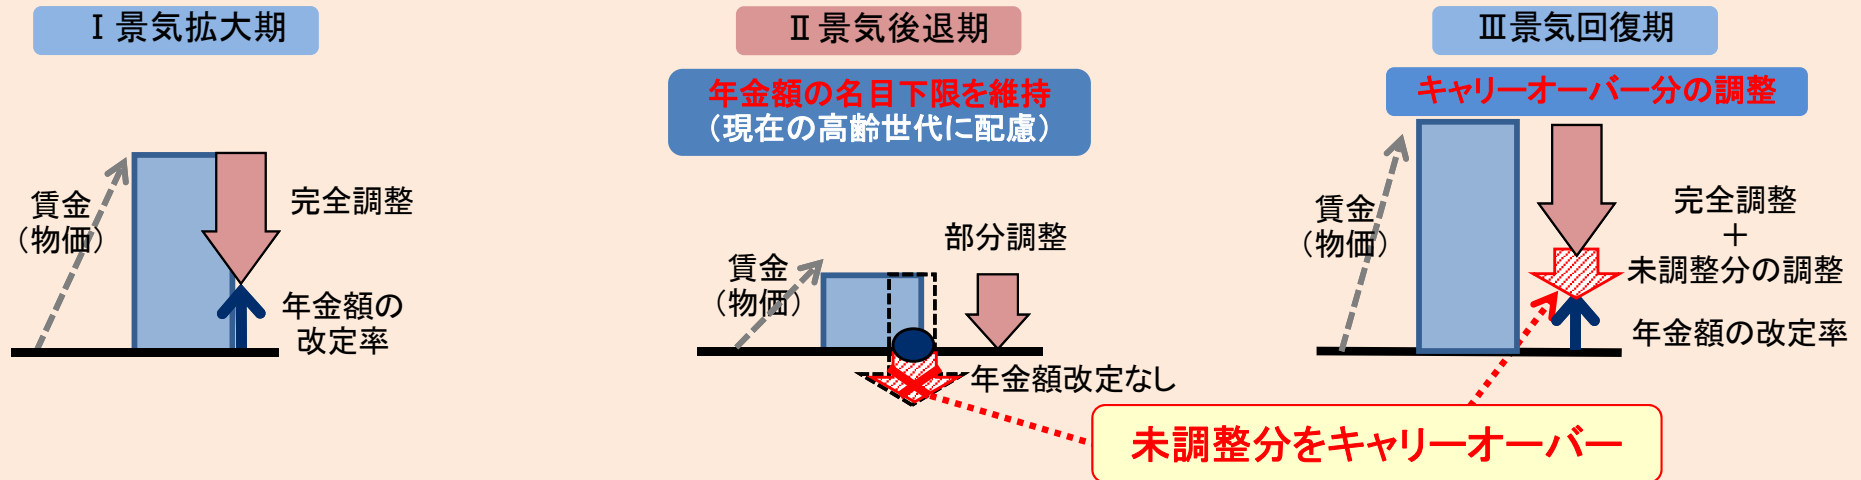 Ⅰ景気拡大期
賃金
（物価）
完全調整
年金額の
改定率
Ⅱ景気後退期
年金額の名目下限を維持
（現在の高齢世代に配慮）
賃金
（物価）
部分調整
年金額改定なし
Ⅲ景気回復期
キャリーオーバー分の調整
賃金
（物価）
完全調整
＋
未調整分の調整
年金額の改定率
未調整分をキャリーオーバー